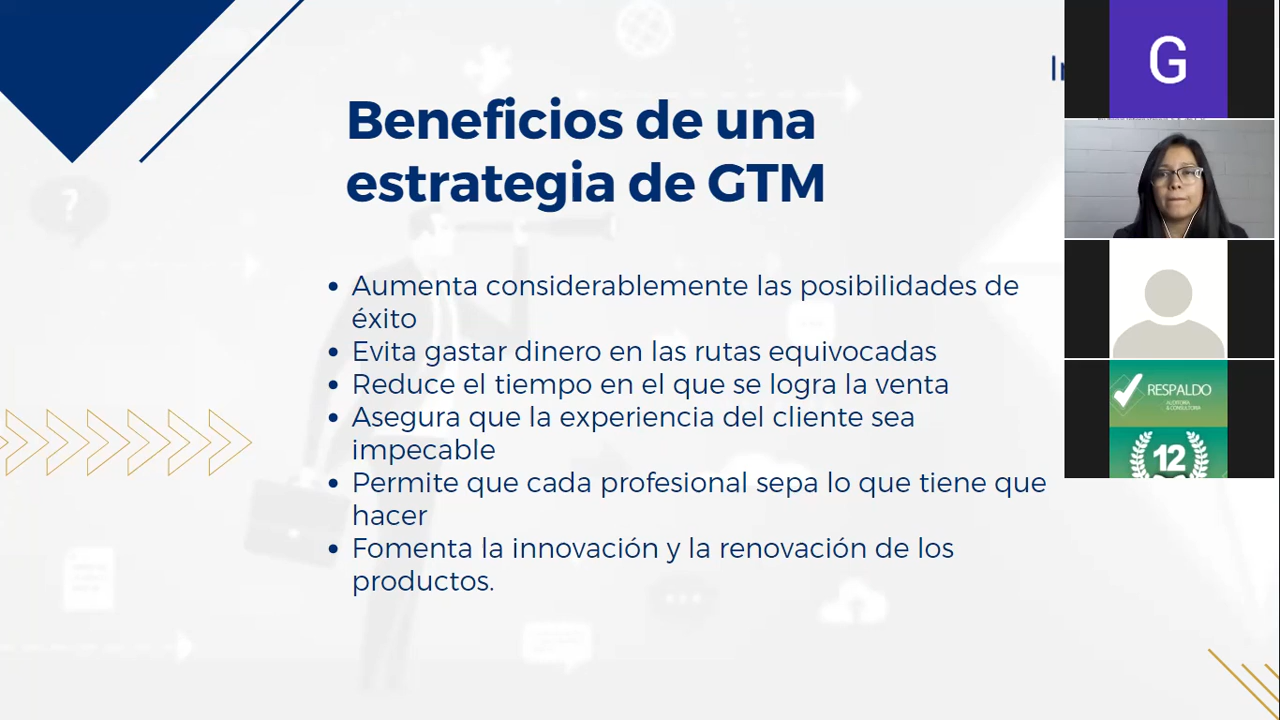 Beneficios de una
estrategia de GTM
• Aumenta considerablemente las posibilidades de
éxito
• Evita gastar dinero en las rutas equivocadas
• Reduce el tiempo en el que se logra la venta
• Asegura que la experiencia del cliente sea
impecable
• Permite que cada profesional sepa lo que tiene que
hacer
• Fomenta la innovación y la renovación de los
productos.
?
G
RESPALDO
AUDITORÍA
& CONSULTORÍA
12